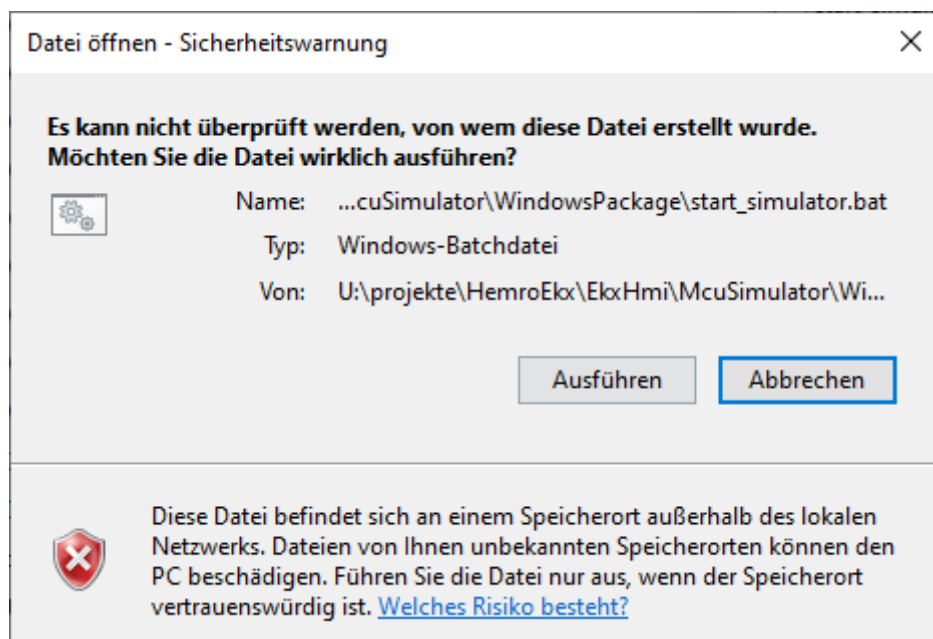 Datei öffnen - Sicherheitswarnung
Es kann nicht überprüft werden, von wem diese Datei erstellt wurde.
Möchten Sie die Datei wirklich ausführen?
Name: ...cuSimulator\WindowsPackage\start_simulator.bat
Typ: Windows-Batchdatei
Von: U:\projekte\HemroEkx\EkxHmi\McuSimulator\Wi...
Ausführen Abbrechen
Diese Datei befindet sich an einem Speicherort außerhalb des lokalen
Netzwerks. Dateien von Ihnen unbekannten Speicherorten können den
PC beschädigen. Führen Sie die Datei nur aus, wenn der Speicherort
vertrauenswürdig ist. Welches Risiko besteht?